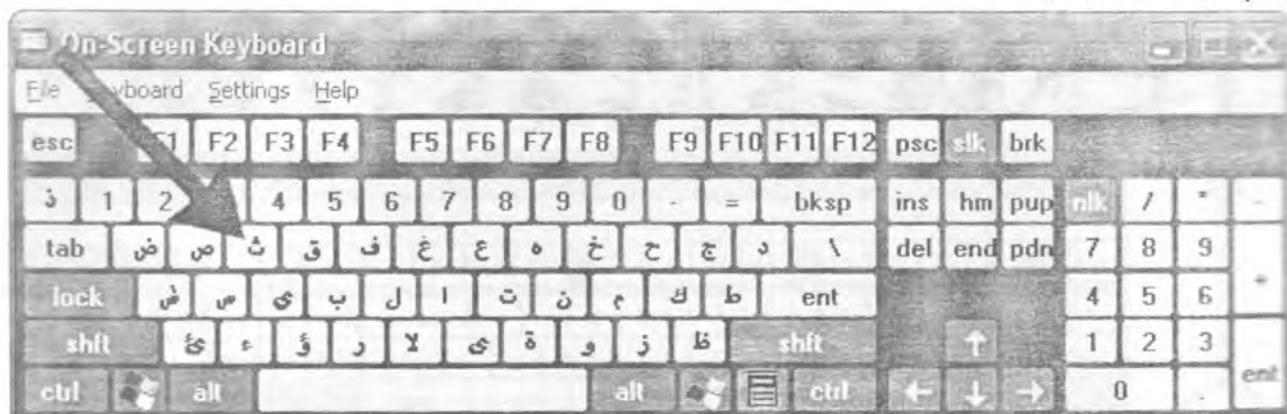 On-Screen Keyboard
File yboard Settings Help
esc F1 F2 F3 F4 F5 F6 F7 F8 F9 F10 F11 F12 psc slk brk
ذ 1 2 4 5 6 7 8 9 0 - = bksp ins hm pup nlk / * -
tab ض ص ث ق ف غ ع ه خ ح ج د \ del end pdn 7 8 9 +
lock ش س ي ب ل ا ت ن م ك ط ent 4 5 6
shft ئ ء ؤ ر لا ى ة و ز ظ shft ↑ 1 2 3
ctrl alt alt ctrl ← ↓ → 0 . ent